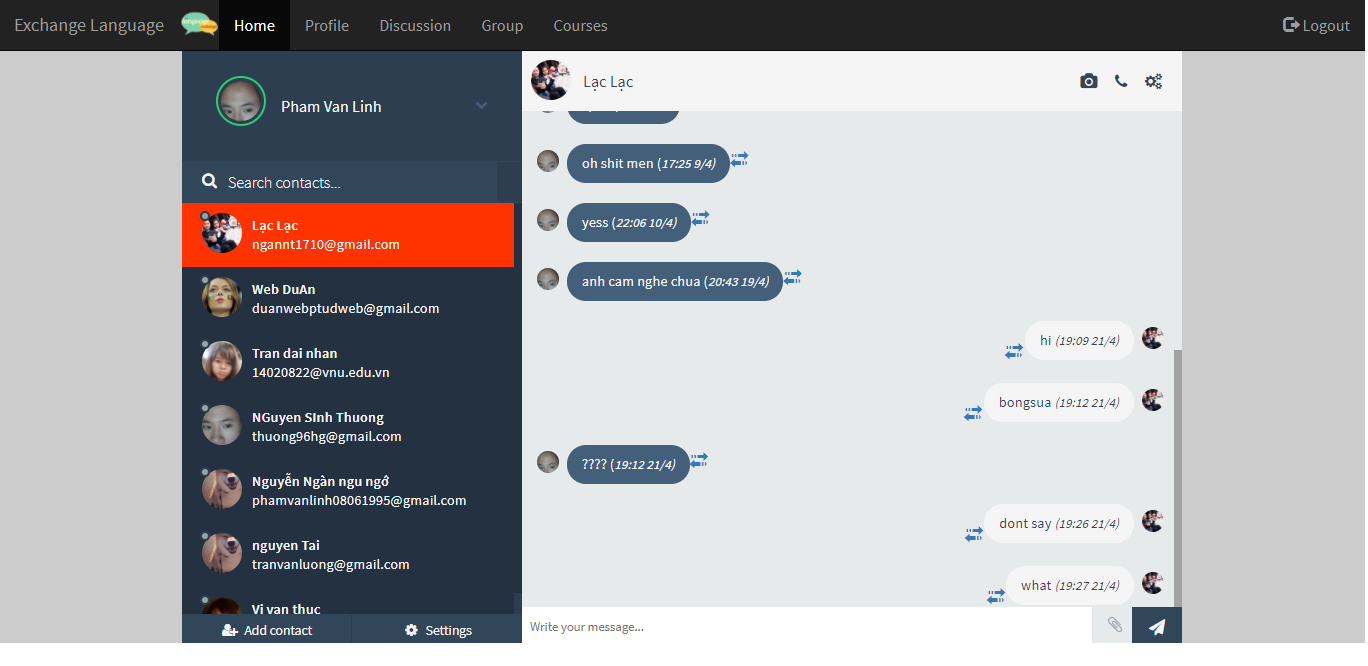 Exchange Language Home Profile Discussion Group Courses Logout
Pham Van Linh
Search contacts...
Lạc Lạc
ngannt1710@gmail.com
Web DuAn
duanwebptudweb@gmail.com
Tran dai nhan
14020822@vnu.edu.vn
NGuyen SInh Thuong
thuong96hg@gmail.com
Nguyễn Ngàn ngu ngớ
phamvanlinh08061995@gmail.com
nguyen Tai
tranvanluong@gmail.com
Vi van thuc
Add contact Settings
Lạc Lạc
oh shit men (17:25 9/4)
yess (22:06 10/4)
anh cam nghe chua (20:43 19/4)
hi (19:09 21/4)
bongsua (19:12 21/4)
???? (19:12 21/4)
dont say (19:26 21/4)
what (19:27 21/4)
Write your message...